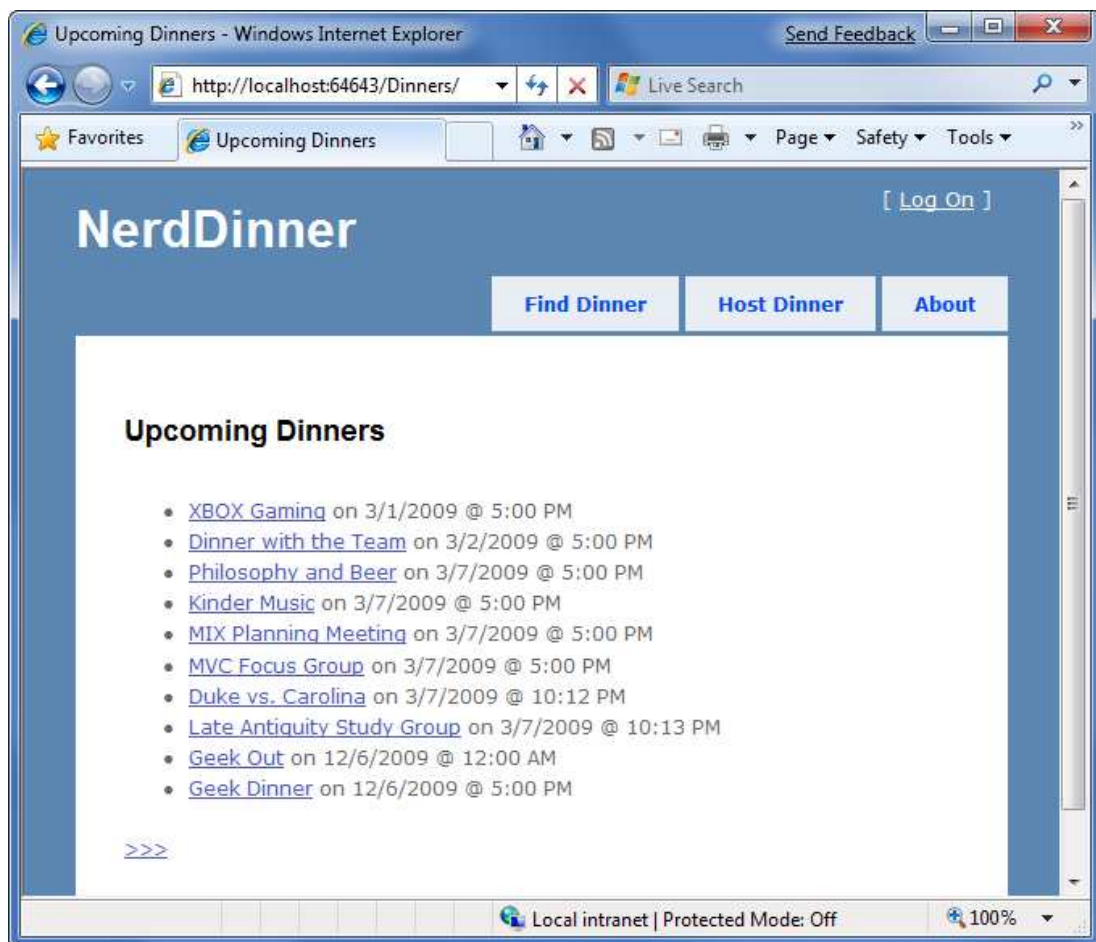 Upcoming Dinners - Windows Internet Explorer
Send Feedback
http://localhost:64643/Dinners/
Live Search
Favorites
Upcoming Dinners
Page
Safety
Tools
[ Log On ]
NerdDinner
Find Dinner
Host Dinner
About
Upcoming Dinners
• XBOX Gaming on 3/1/2009 @ 5:00 PM
• Dinner with the Team on 3/2/2009 @ 5:00 PM
• Philosophy and Beer on 3/7/2009 @ 5:00 PM
• Kinder Music on 3/7/2009 @ 5:00 PM
• MIX Planning Meeting on 3/7/2009 @ 5:00 PM
• MVC Focus Group on 3/7/2009 @ 5:00 PM
• Duke vs. Carolina on 3/7/2009 @ 10:12 PM
• Late Antiquity Study Group on 3/7/2009 @ 10:13 PM
• Geek Out on 12/6/2009 @ 12:00 AM
• Geek Dinner on 12/6/2009 @ 5:00 PM
>>>
Local intranet | Protected Mode: Off
100%